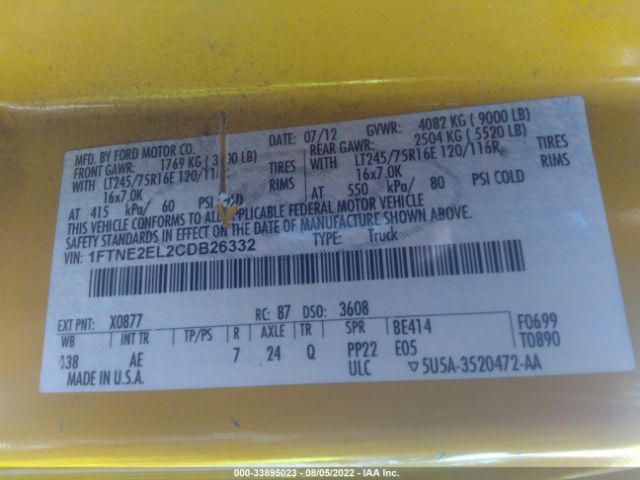 MFD. BY FORD MOTOR CO. DATE: 07/12 GVWR: 4082 KG ( 9000 LB)
FRONT GAWR: 1769 KG ( 3 00 LB) REAR GAWR: 2504 KG ( 5520 LB)
WITH LT245/75R16E 120/116R TIRES WITH LT245/75R16E 120/116R TIRES
16x7.0K RIMS 16x7.0K RIMS
AT 415 kPa/ 60 PSI COLD AT 550 kPa/ 80 PSI COLD
THIS VEHICLE CONFORMS TO ALL APPLICABLE FEDERAL MOTOR VEHICLE
SAFETY STANDARDS IN EFFECT ON THE DATE OF MANUFACTURE SHOWN ABOVE.
VIN: 1FTNE2EL2CDB26332 TYPE: Truck
EXT PNT: X0877 RC: 87 DSO: 3608 F0699
WB INT TR TP/PS R AXLE TR SPR BE414 T0890
138 AE 7 24 Q PP22 E05
MADE IN U.S.A. ULC ▽5U5A-3520472-AA
000-33895023 - 08/05/2022 - IAA Inc.